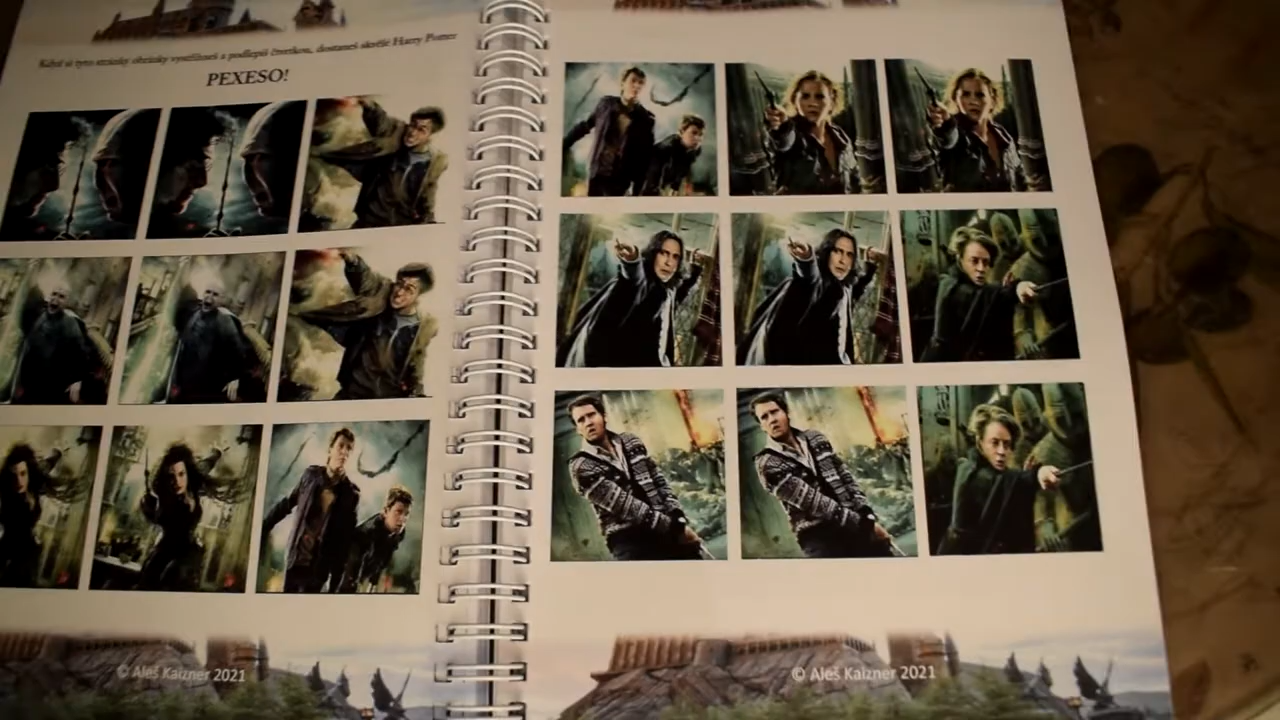 Když si tyto stránky obrázky vystřihneš a podlepíš čtvrtkou, dostaneš skvělé Harry Potter
PEXESO!
© Aleš Kaizner 2021
© Aleš Kaizner 2021